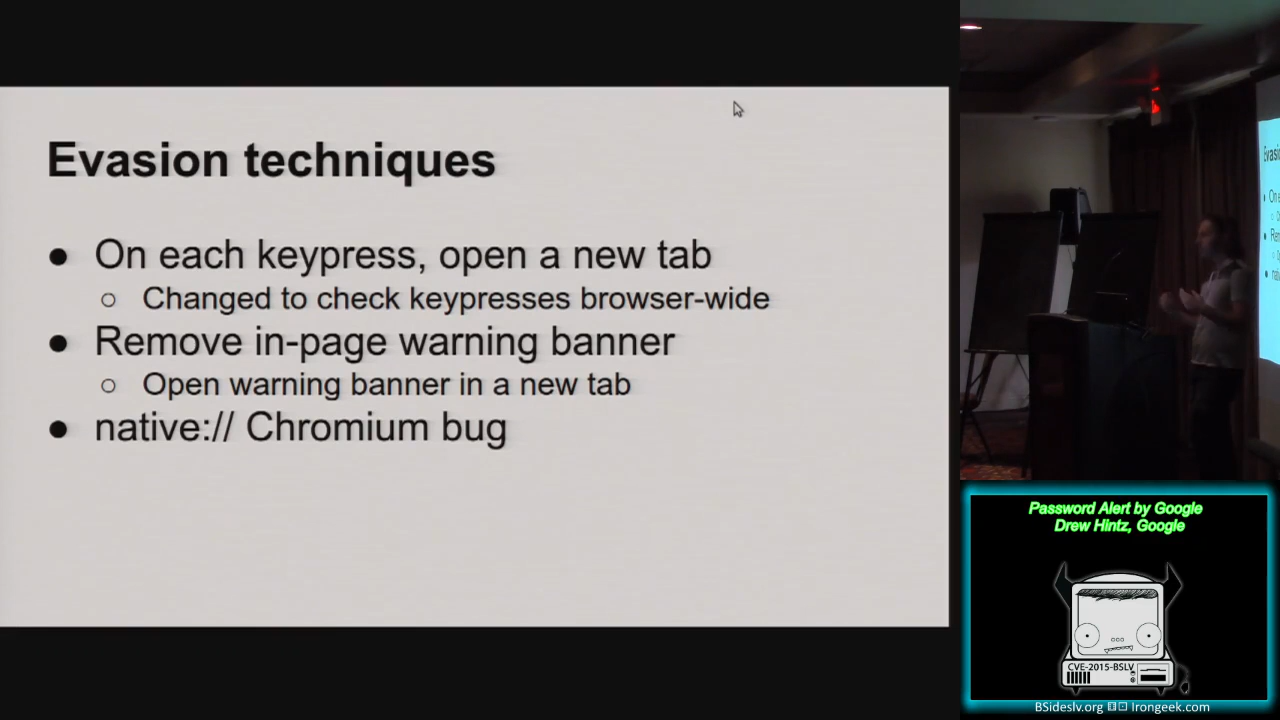 Evasion techniques
● On each keypress, open a new tab
○ Changed to check keypresses browser-wide
● Remove in-page warning banner
○ Open warning banner in a new tab
● native:// Chromium bug
Password Alert by Google
Drew Hintz, Google
CVE-2015-BSLV
BSideslv.org
Irongeek.com